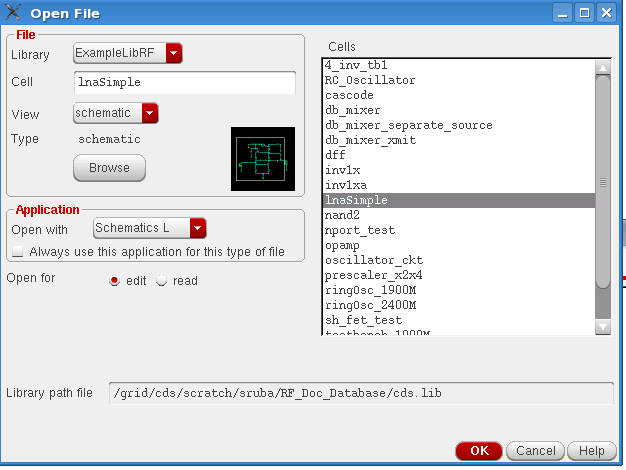 Open File
File
Library ExampleLibRF
Cell lnaSimple
View schematic
Type schematic
Browse
Application
Open with Schematics L
Always use this application for this type of file
Open for edit read
Cells
4_inv_tb1
RC_Oscillator
cascode
db_mixer
db_mixer_separate_source
db_mixer_xmit
dff
inv1x
inv1xa
lnaSimple
nand2
nport_test
opamp
oscillator_ckt
prescaler_x2x4
ringOsc_1900M
ringOsc_2400M
sh_fet_test
testbench_1000M
Library path file /grid/cds/scratch/sruba/RF_Doc_Database/cds.lib
OK Cancel Help